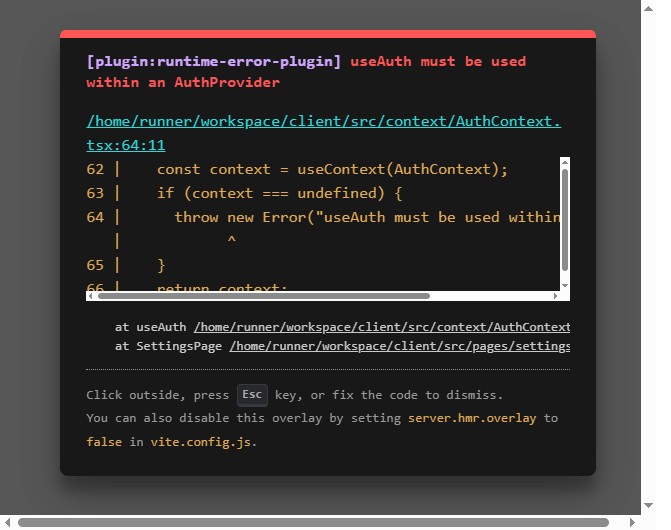 [plugin:runtime-error-plugin] useAuth must be used
within an AuthProvider
/home/runner/workspace/client/src/context/AuthContext.
tsx:64:11
62 |    const context = useContext(AuthContext);
63 |    if (context === undefined) {
64 |      throw new Error("useAuth must be used within
   |            ^
65 |    }
66 |    return context;
at useAuth /home/runner/workspace/client/src/context/AuthContext
at SettingsPage /home/runner/workspace/client/src/pages/settings
Click outside, press Esc key, or fix the code to dismiss.
You can also disable this overlay by setting server.hmr.overlay to
false in vite.config.js.